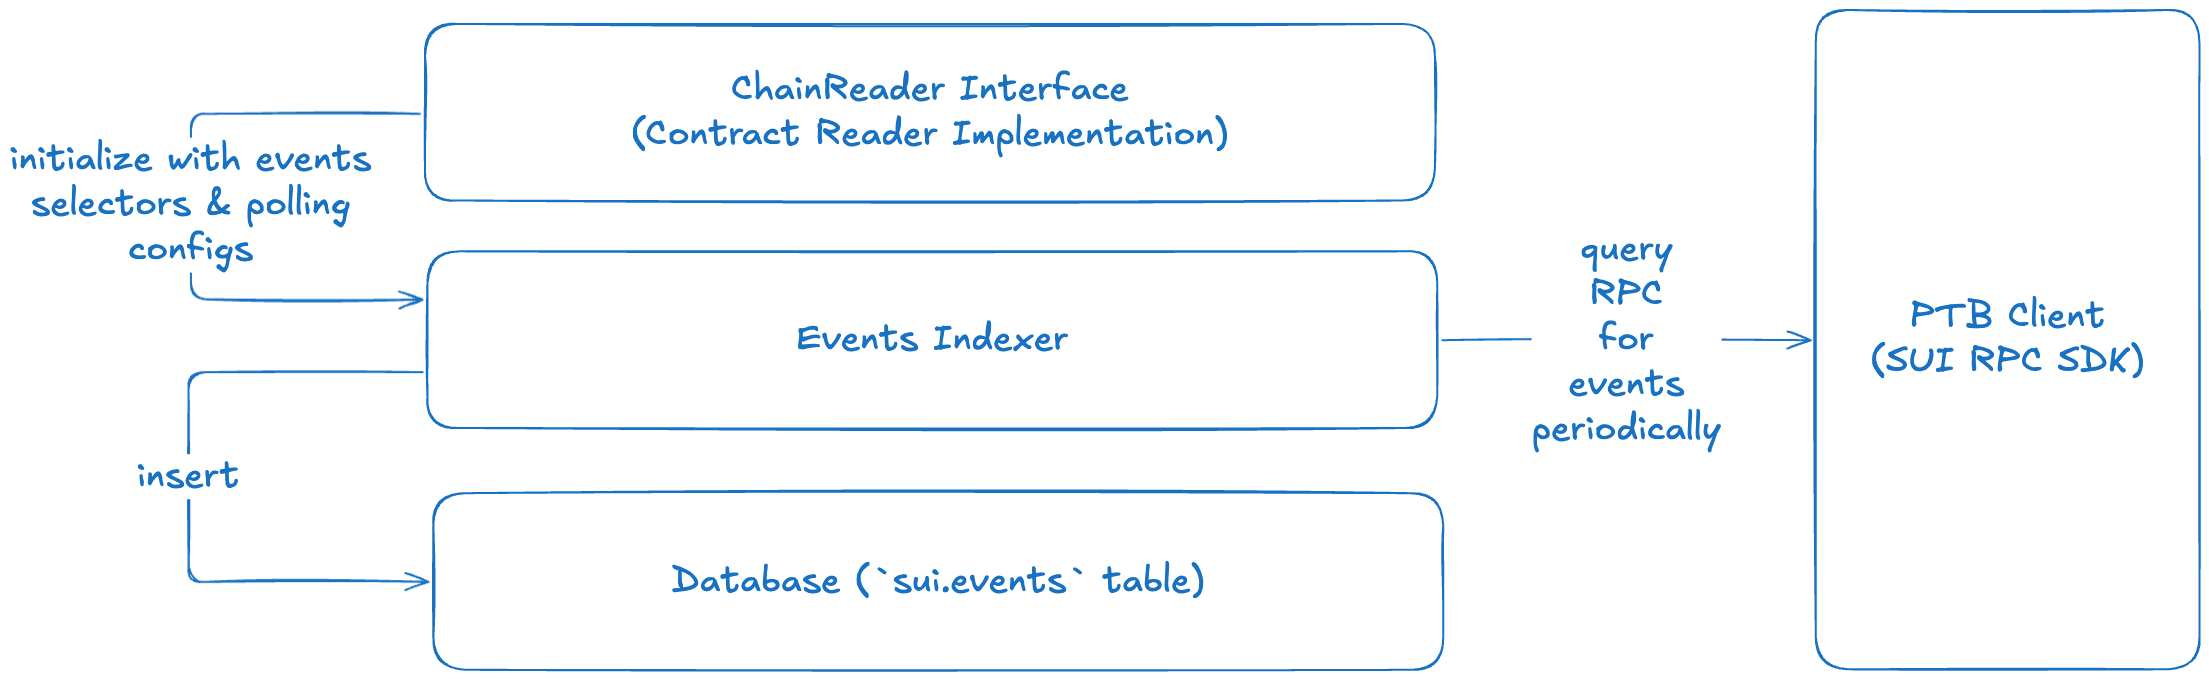 ChainReader Interface
(Contract Reader Implementation)
initialize with events
selectors & polling
configs
Events Indexer
query
RPC
for
events
periodically
PTB Client
(SUI RPC SDK)
insert
Database (`sui.events` table)